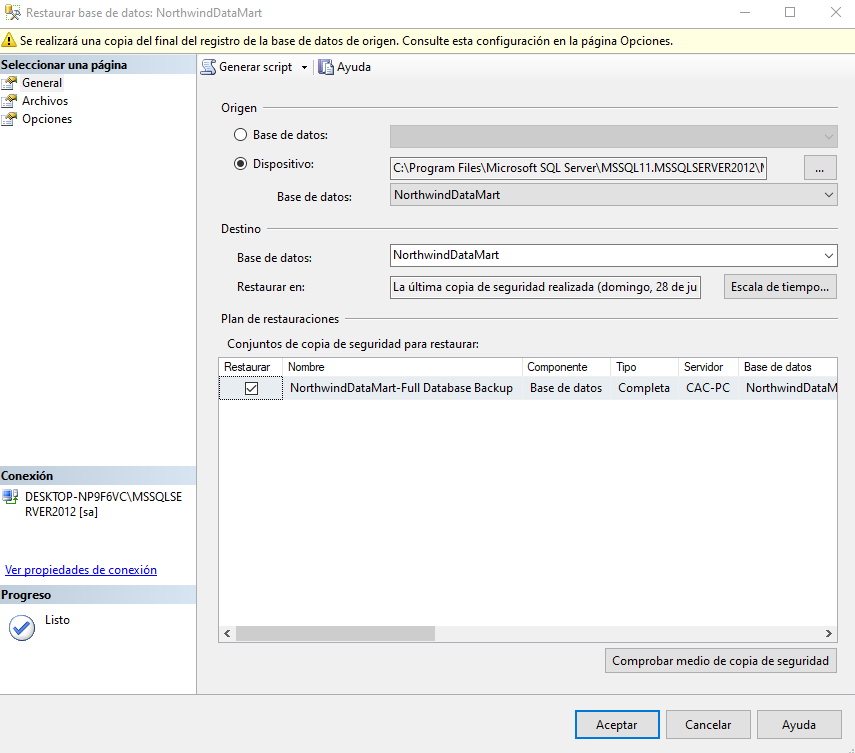 Restaurar base de datos: NorthwindDataMart
Se realizará una copia del final del registro de la base de datos de origen. Consulte esta configuración en la página Opciones.
Seleccionar una página
General
Archivos
Opciones
Generar script
Ayuda
Origen
Base de datos:
Dispositivo:
C:\Program Files\Microsoft SQL Server\MSSQL11.MSSQLSERVER2012\
...
Base de datos:
NorthwindDataMart
Destino
Base de datos:
NorthwindDataMart
Restaurar en:
La última copia de seguridad realizada (domingo, 28 de ju
Escala de tiempo...
Plan de restauraciones
Conjuntos de copia de seguridad para restaurar:
Restaurar Nombre Componente Tipo Servidor Base de datos
NorthwindDataMart-Full Database Backup Base de datos Completa CAC-PC NorthwindDataM
Conexión
DESKTOP-NP9F6VC\MSSQLSE
RVER2012 [sa]
Ver propiedades de conexión
Progreso
Listo
Comprobar medio de copia de seguridad
Aceptar
Cancelar
Ayuda